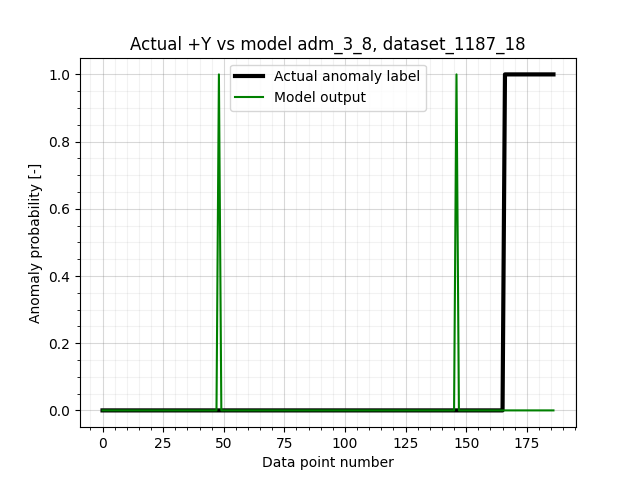 Actual +Y vs model adm_3_8, dataset_1187_18
Actual anomaly label
Model output
Anomaly probability [-]
1.0
0.8
0.6
0.4
0.2
0.0
0 25 50 75 100 125 150 175
Data point number